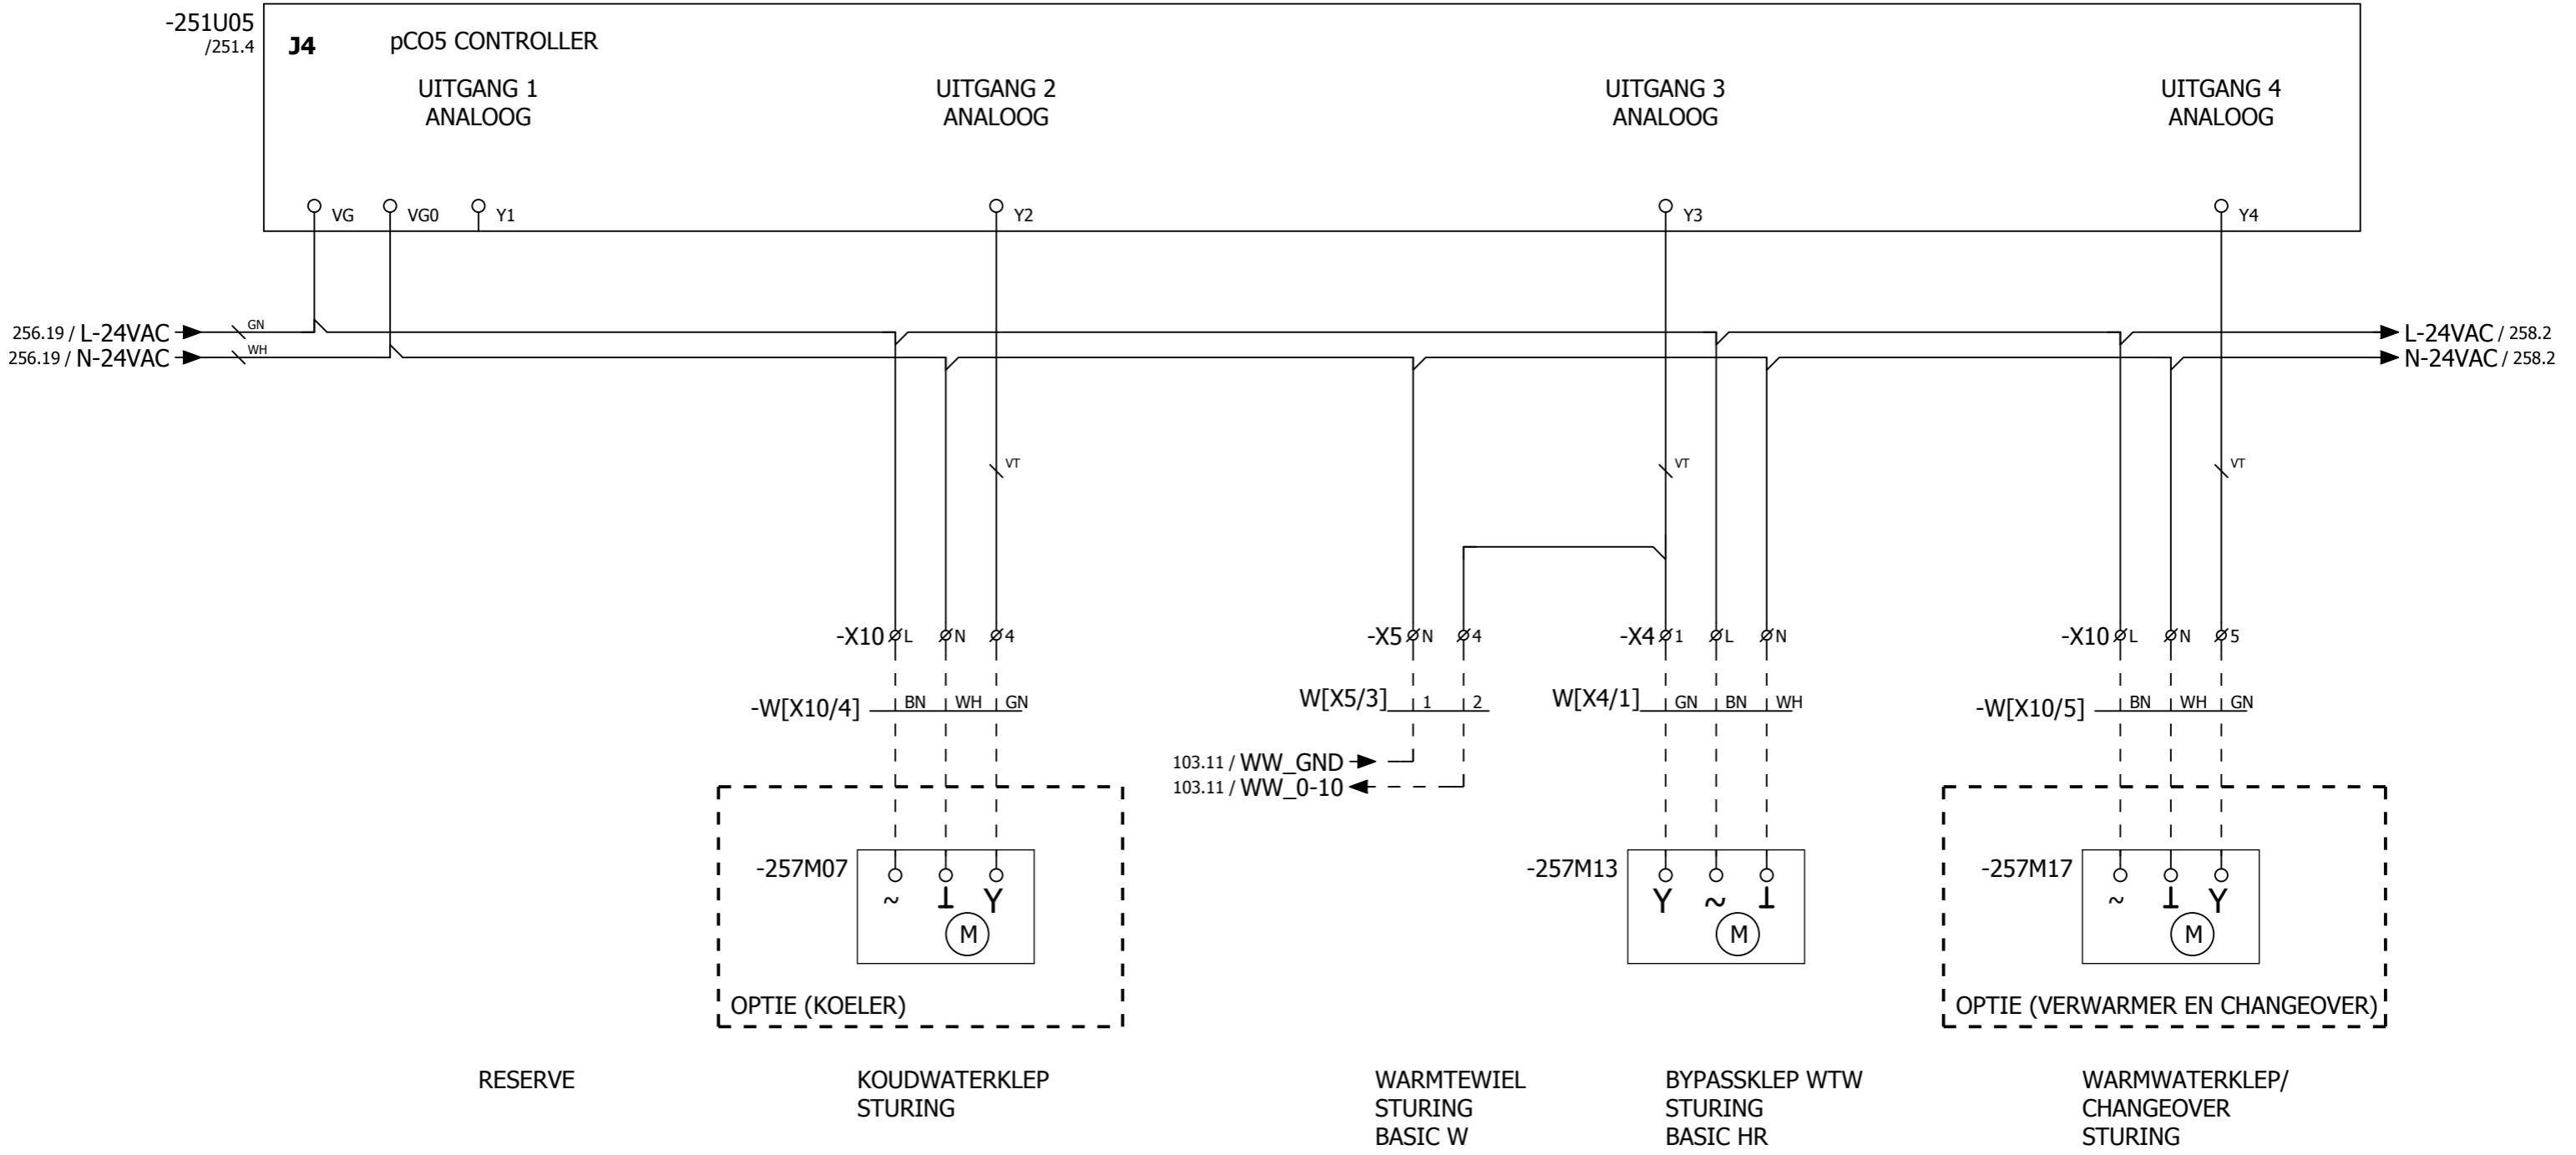 -251U05
/251.4
J4
pCO5 CONTROLLER
UITGANG 1
ANALOOG
UITGANG 2
ANALOOG
UITGANG 3
ANALOOG
UITGANG 4
ANALOOG
VG
VG0
Y1
Y2
Y3
Y4
256.19 / L-24VAC
GN
L-24VAC / 258.2
256.19 / N-24VAC
WH
N-24VAC / 258.2
VT
VT
VT
-X10 L N 4
-X5 N 4
-X4 1 L N
-X10 L N 5
-W[X10/4] BN WH GN
W[X5/3] 1 2
W[X4/1] GN BN WH
-W[X10/5] BN WH GN
103.11 / WW_GND
103.11 / WW_0-10
-257M07
~ ⊥ Y
M
-257M13
Y ~ ⊥
M
-257M17
~ ⊥ Y
M
OPTIE (KOELER)
OPTIE (VERWARMER EN CHANGEOVER)
RESERVE
KOUDWATERKLEP
STURING
WARMTEWIEL
STURING
BASIC W
BYPASSKLEP WTW
STURING
BASIC HR
WARMWATERKLEP/
CHANGEOVER
STURING